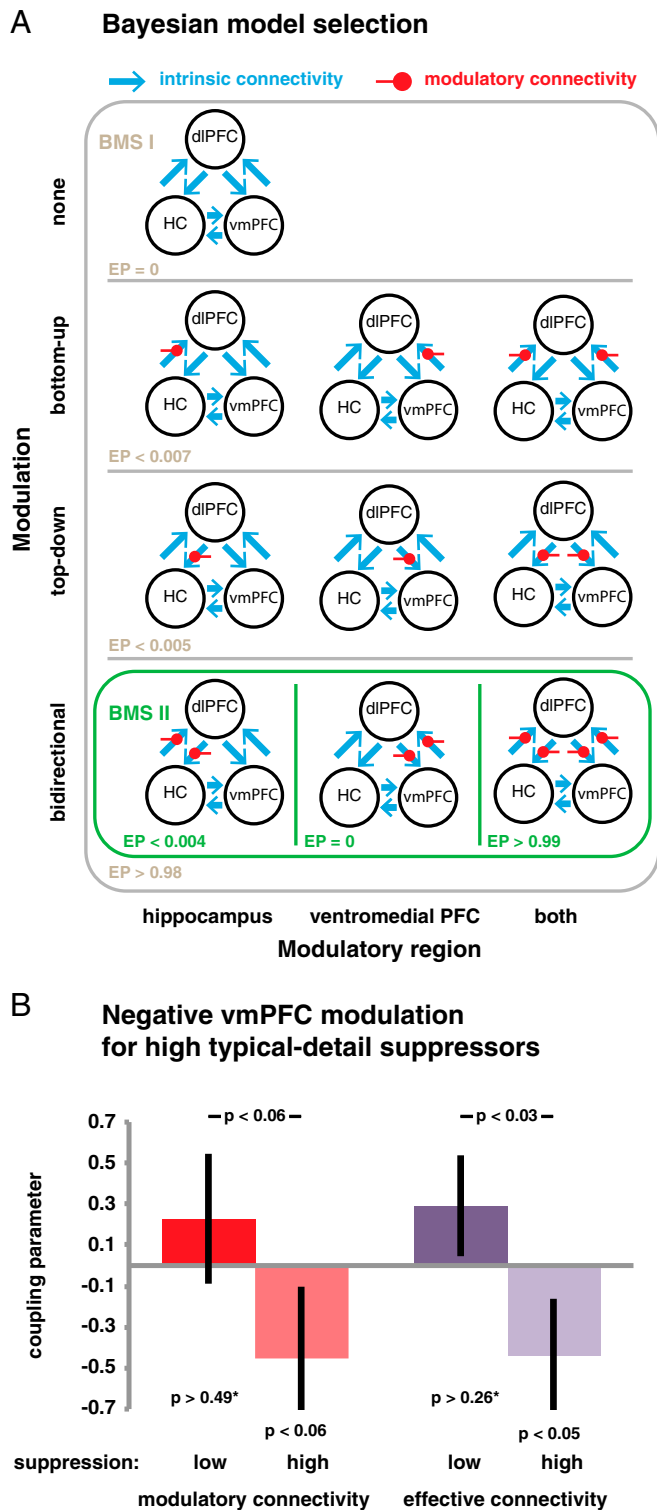 A Bayesian model selection
intrinsic connectivity modulatory connectivity
BMS I
dlPFC
HC vmPFC
EP = 0
none
dlPFC dlPFC dlPFC
HC vmPFC HC vmPFC HC vmPFC
EP < 0.007
bottom-up
Modulation
dlPFC dlPFC dlPFC
HC vmPFC HC vmPFC HC vmPFC
EP < 0.005
top-down
BMS II
dlPFC dlPFC dlPFC
HC vmPFC HC vmPFC HC vmPFC
EP < 0.004 EP = 0 EP > 0.99
bidirectional
EP > 0.98
hippocampus ventromedial PFC both
Modulatory region
B Negative vmPFC modulation
for high typical-detail suppressors
p < 0.06 p < 0.03
0.7
0.5
0.3
0.1
-0.1
-0.3
-0.5
-0.7
coupling parameter
p > 0.49* p > 0.26*
p < 0.06 p < 0.05
suppression: low high low high
modulatory connectivity effective connectivity